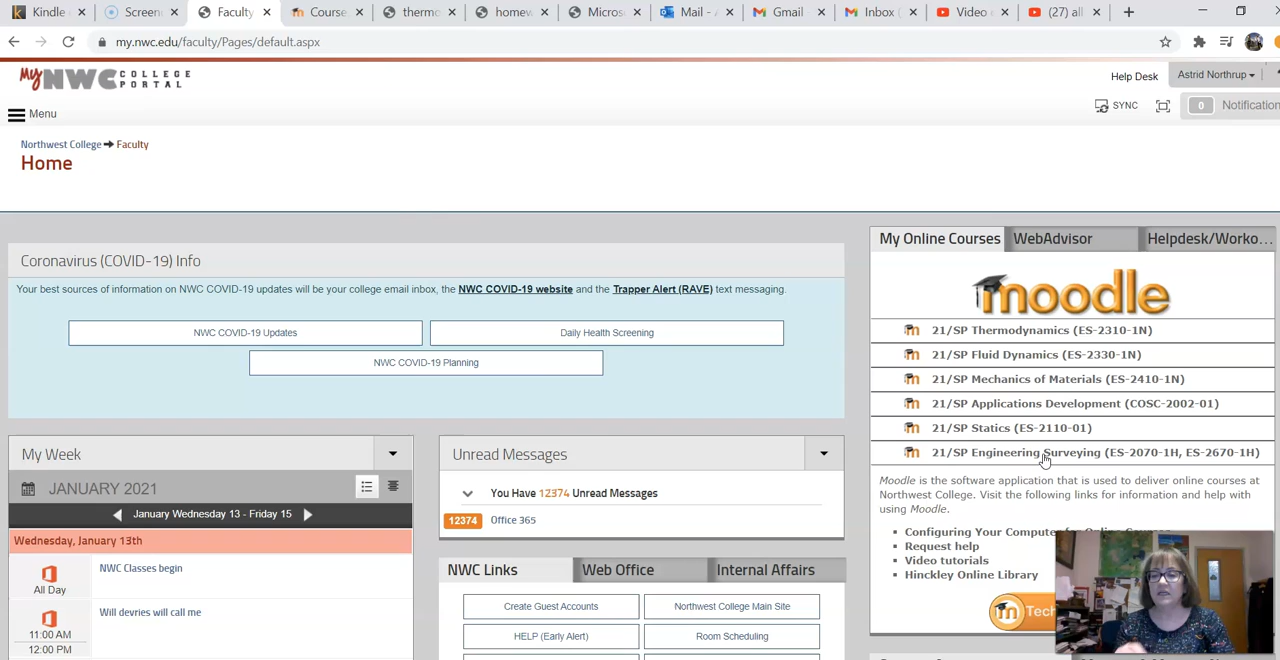 Kindle
Screen
Faculty
Course
thermo
homew
Micros
Mail - A
Gmail
Inbox (
Video
(27) all
my.nwc.edu/faculty/Pages/default.aspx
My NWC COLLEGE PORTAL
Help Desk
Astrid Northrup
Menu
SYNC
0
Notification
Northwest College Faculty
Home
Coronavirus (COVID-19) Info
Your best sources of information on NWC COVID-19 updates will be your college email inbox, the NWC COVID-19 website and the Trapper Alert (RAVE) text messaging.
NWC COVID-19 Updates
Daily Health Screening
NWC COVID-19 Planning
My Online Courses
WebAdvisor
Helpdesk/Worko...
moodle
21/SP Thermodynamics (ES-2310-1N)
21/SP Fluid Dynamics (ES-2330-1N)
21/SP Mechanics of Materials (ES-2410-1N)
21/SP Applications Development (COSC-2002-01)
21/SP Statics (ES-2110-01)
21/SP Engineering Surveying (ES-2070-1H, ES-2670-1H)
Moodle is the software application that is used to deliver online courses at
Northwest College. Visit the following links for information and help with
using Moodle.
Configuring Your Computer for Online Courses
Request help
Video tutorials
Hinckley Online Library
m Tech
My Week
JANUARY 2021
January Wednesday 13 - Friday 15
Wednesday, January 13th
All Day
NWC Classes begin
11:00 AM
12:00 PM
Will devries will call me
Unread Messages
You Have 12374 Unread Messages
12374 Office 365
NWC Links
Web Office
Internal Affairs
Create Guest Accounts
Northwest College Main Site
HELP (Early Alert)
Room Scheduling